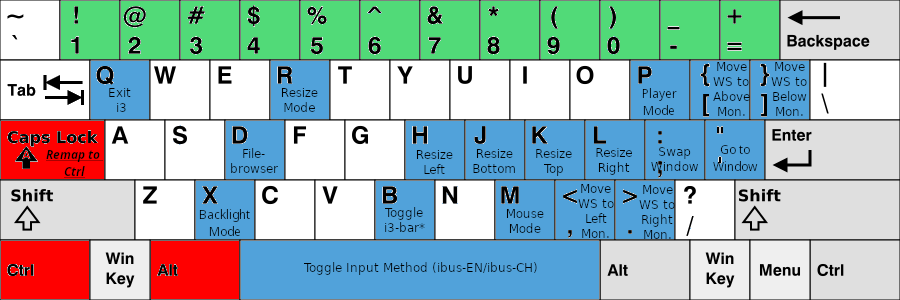 ~ ! @ # $ % ^ & * ( ) _ +
` 1 2 3 4 5 6 7 8 9 0 - = Backspace
Tab Q W E R T Y U I O P { } |
Exit
i3
Resize
Mode
Player
Mode
Move
WS to
Above
Mon.
[
Move
WS to
Below
Mon.
]
\
Caps Lock A S D F G H J K L : " Enter
Remap to
Ctrl
File-
browser
Resize
Left
Resize
Bottom
Resize
Top
Resize
Right
;
Swap
Window
'
Go to
Window
Shift Z X C V B N M < > ? Shift
Backlight
Mode
Toggle
i3-bar*
Mouse
Mode
,
Move
WS to
Left
Mon.
.
Move
WS to
Right
Mon.
/
Ctrl
Win
Key
Alt
Toggle Input Method (ibus-EN/ibus-CH)
Alt
Win
Key
Menu
Ctrl